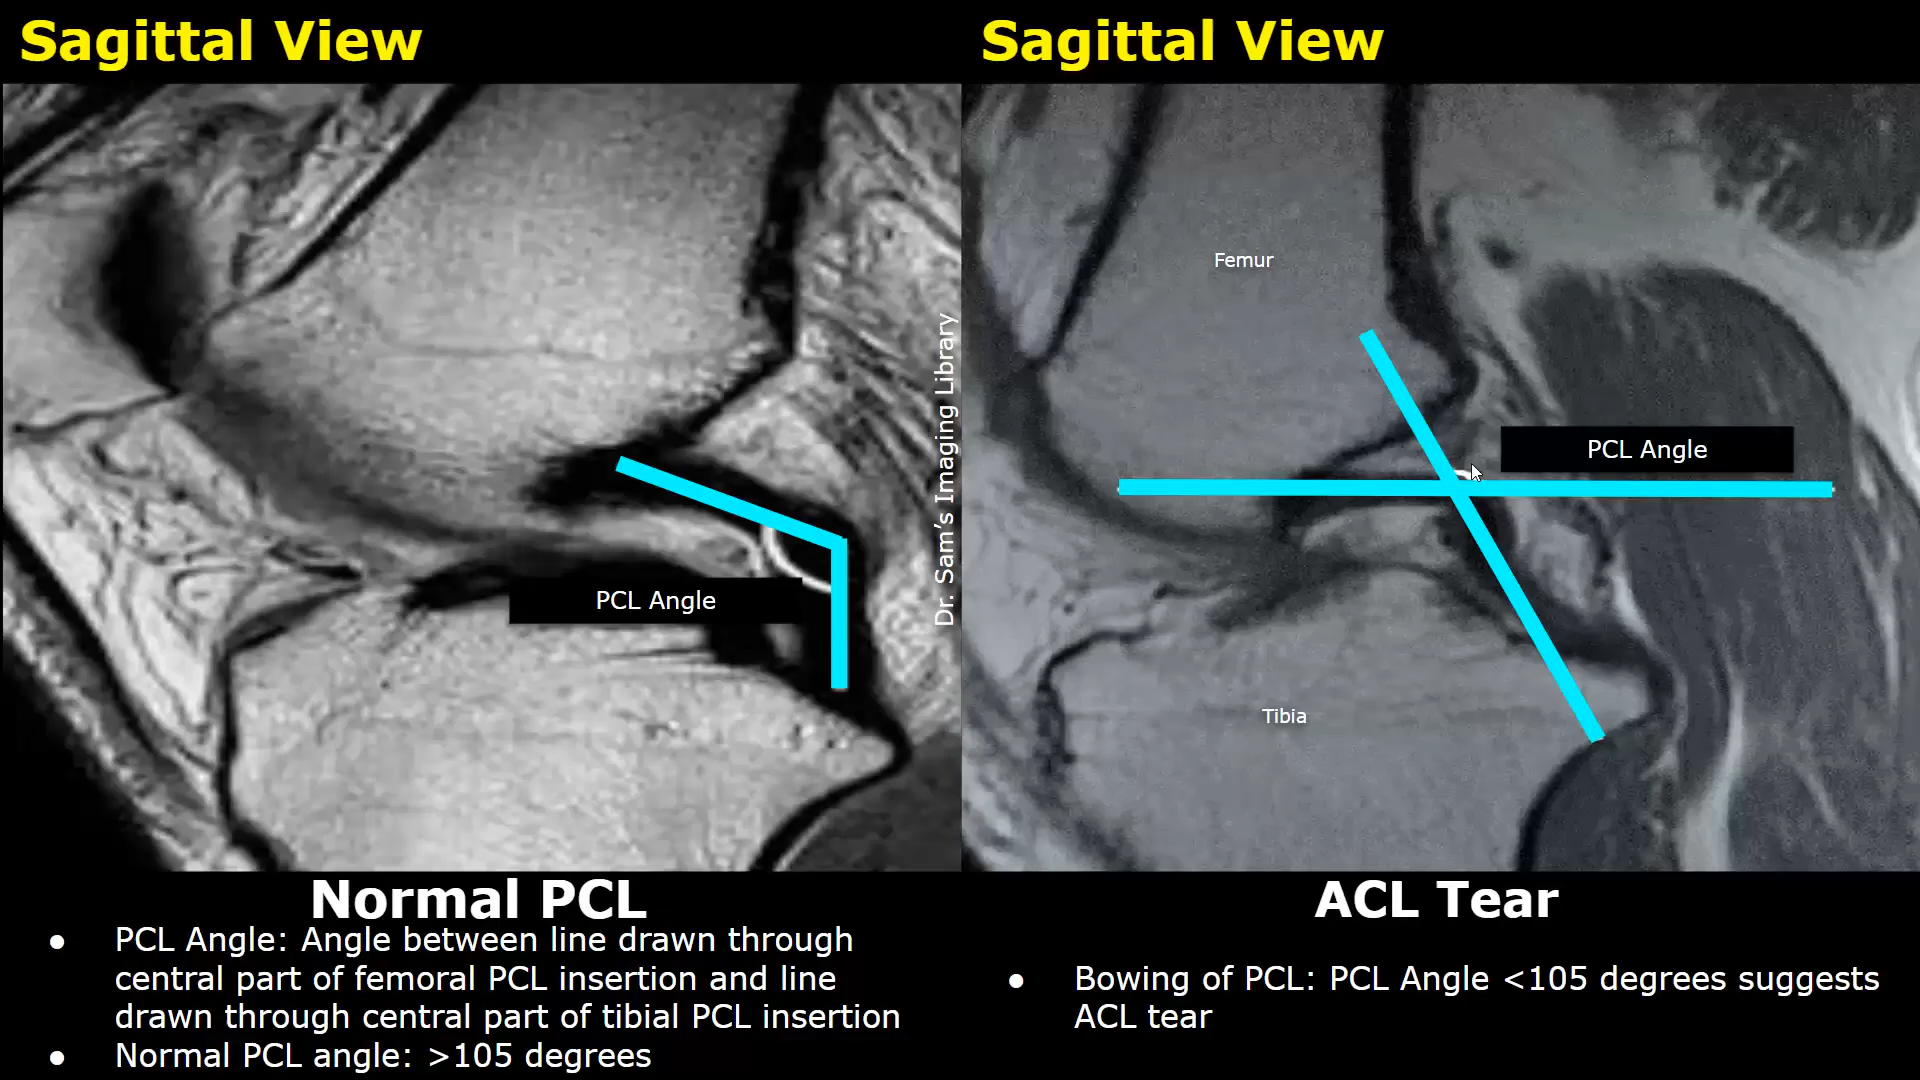 Sagittal View
Sagittal View
Femur
PCL Angle
PCL Angle
Tibia
Dr. Sam's Imaging Library
Normal PCL
● PCL Angle: Angle between line drawn through
central part of femoral PCL insertion and line
drawn through central part of tibial PCL insertion
● Normal PCL angle: >105 degrees
ACL Tear
● Bowing of PCL: PCL Angle <105 degrees suggests
ACL tear